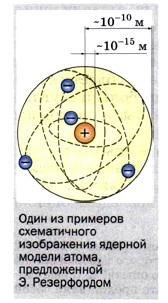 ~10⁻¹⁰ м
~10⁻¹⁵ м
−
−
+
−
−
Один из примеров
схематичного
изображения ядерной
модели атома,
предложенной
Э. Резерфордом